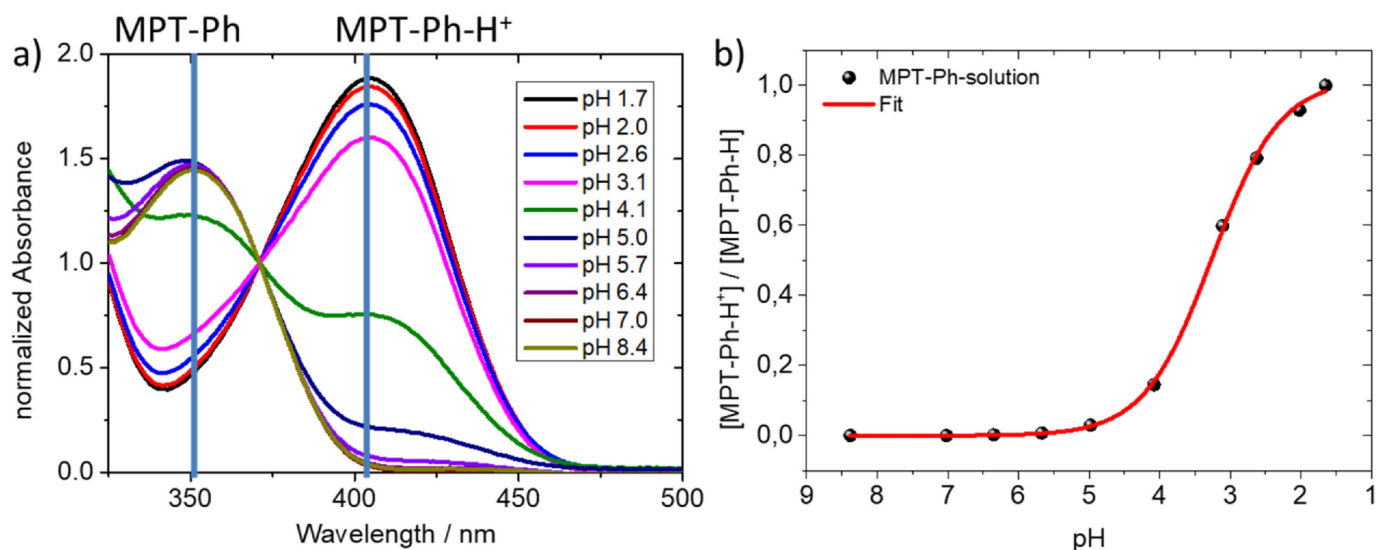 MPT-Ph
MPT-Ph-H⁺
a)
2.0
1.5
1.0
0.5
0.0
normalized Absorbance
350
400
450
500
Wavelength / nm
pH 1.7
pH 2.0
pH 2.6
pH 3.1
pH 4.1
pH 5.0
pH 5.7
pH 6.4
pH 7.0
pH 8.4
b)
MPT-Ph-solution
Fit
1,0
0,8
0,6
0,4
0,2
0,0
[MPT-Ph-H⁺] / [MPT-Ph-H]
9
8
7
6
5
4
3
2
1
pH